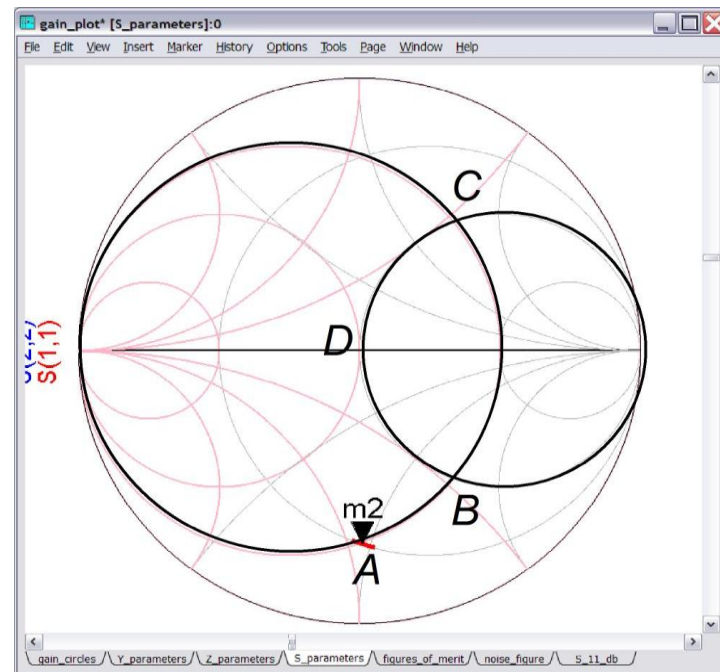 gain_plot* [S_parameters]:0
File Edit View Insert Marker History Options Tools Page Window Help
C
D
S(1,1)
B
m2
A
gain_circles Y_parameters Z_parameters S_parameters figures_of_merit noise_figure S_11_db